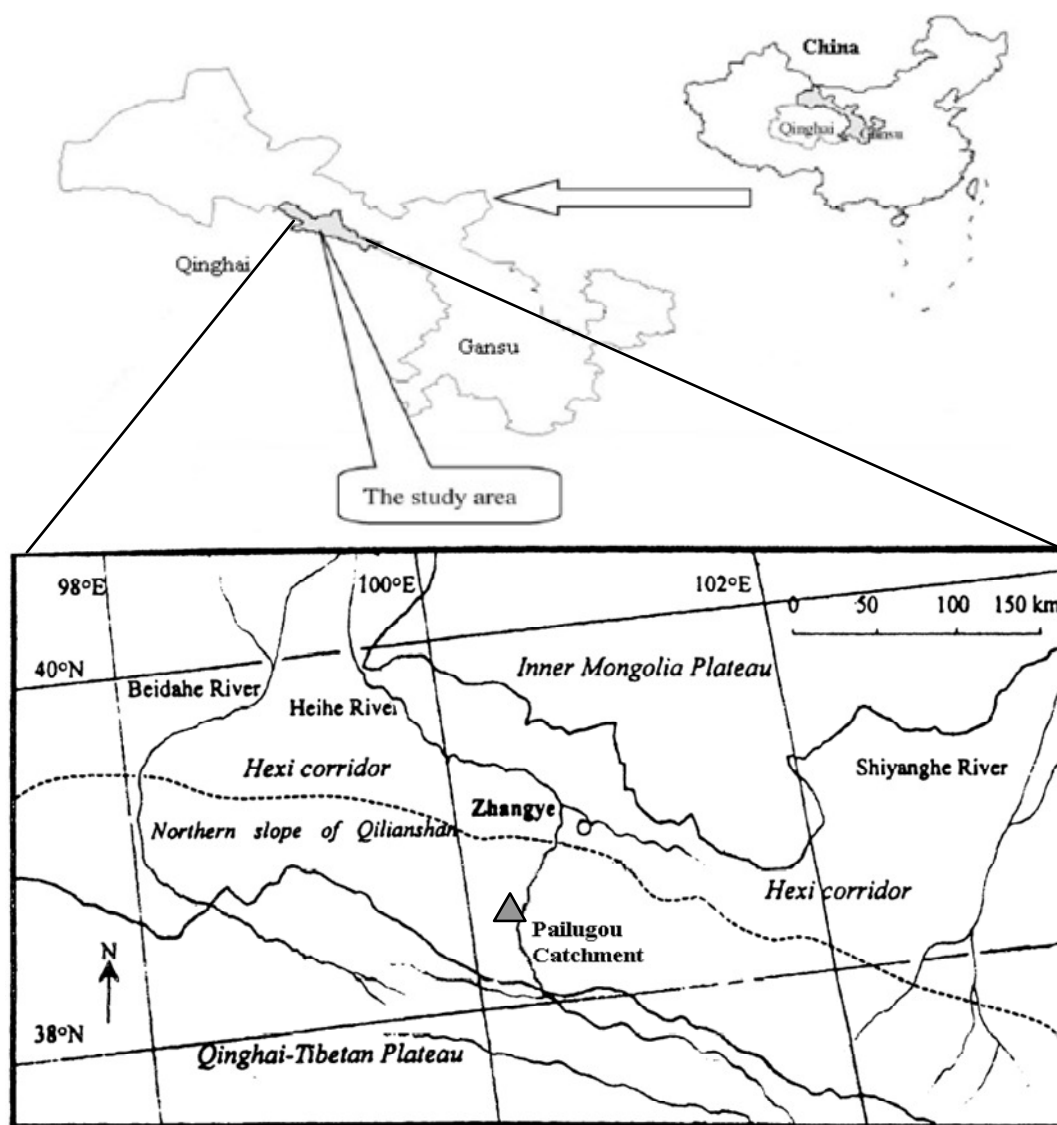 China
Qinghai
Gansu
Qinghai
Gansu
The study area
98°E
100°E
102°E
0 50 100 150 km
40°N
Inner Mongolia Plateau
Beidahe River
Heihe River
Hexi corridor
Shiyanghe River
Zhangye
Northern slope of Qilianshan
Hexi corridor
Pailugou
Catchment
N
38°N
Qinghai-Tibetan Plateau